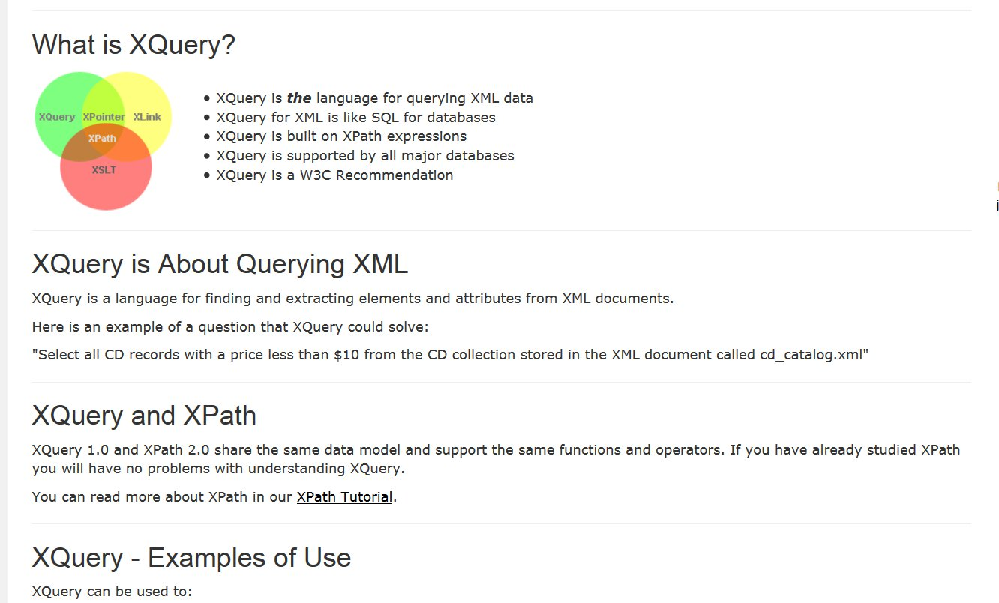 What is XQuery?
XQuery XPointer XLink
XPath
XSLT
• XQuery is the language for querying XML data
• XQuery for XML is like SQL for databases
• XQuery is built on XPath expressions
• XQuery is supported by all major databases
• XQuery is a W3C Recommendation
XQuery is About Querying XML
XQuery is a language for finding and extracting elements and attributes from XML documents.
Here is an example of a question that XQuery could solve:
"Select all CD records with a price less than $10 from the CD collection stored in the XML document called cd_catalog.xml"
XQuery and XPath
XQuery 1.0 and XPath 2.0 share the same data model and support the same functions and operators. If you have already studied XPath
you will have no problems with understanding XQuery.
You can read more about XPath in our XPath Tutorial.
XQuery - Examples of Use
XQuery can be used to: